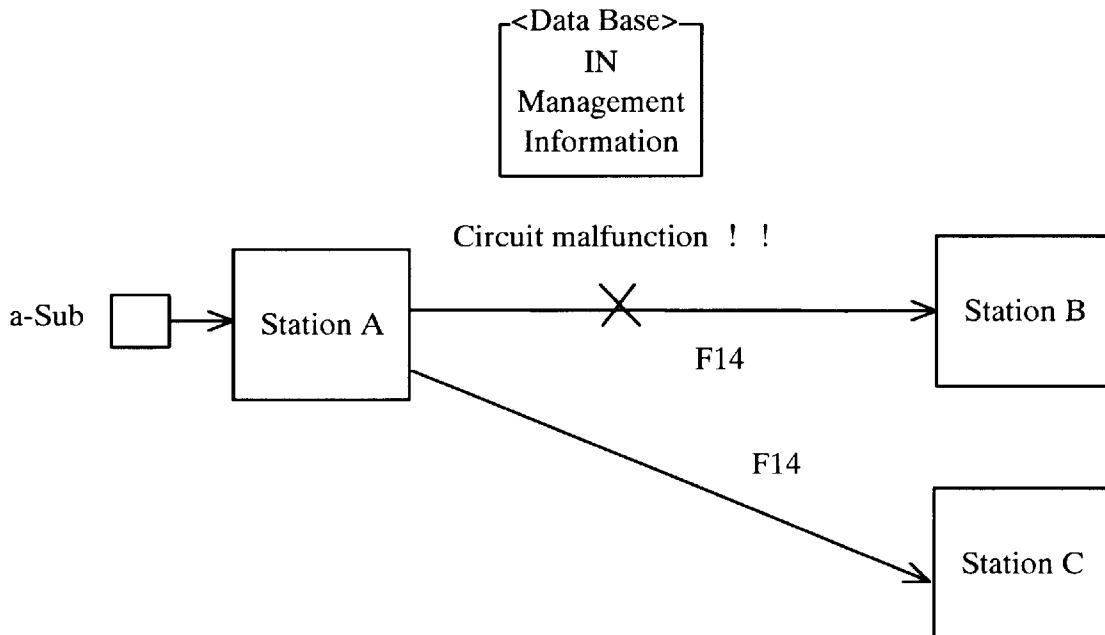 <Data Base>
IN
Management
Information
Circuit malfunction ! !
a-Sub
Station A
Station B
F14
F14
Station C